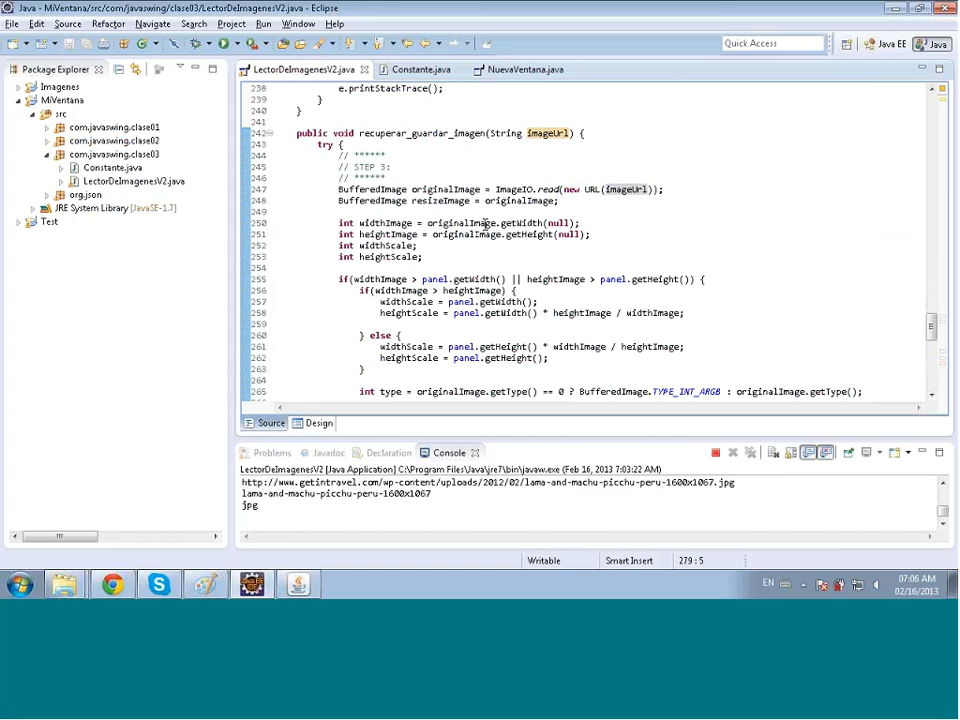 Java - MiVentana/src/com/javaswing/clase03/LectorDeImagenesV2.java - Eclipse
File Edit Source Refactor Navigate Search Project Run Window Help
Quick Access
Java EE
Java
Package Explorer
LectorDeImagenesV2.java
Constante.java
NuevaVentana.java
Imagenes
MiVentana
src
com.javaswing.clase01
com.javaswing.clase02
com.javaswing.clase03
Constante.java
LectorDeImagenesV2.java
org.json
JRE System Library [JavaSE-1.7]
Test
238 e.printStackTrace();
239 }
240 }
241
242 public void recuperar_guardar_imagen(String imageUrl) {
243 try {
244 // ******
245 // STEP 3:
246 // ******
247 BufferedImage originalImage = ImageIO.read(new URL(imageUrl));
248 BufferedImage resizeImage = originalImage;
249
250 int widthImage = originalImage.getWidth(null);
251 int heightImage = originalImage.getHeight(null);
252 int widthScale;
253 int heightScale;
254
255 if(widthImage > panel.getWidth() || heightImage > panel.getHeight()) {
256 if(widthImage > heightImage) {
257 widthScale = panel.getWidth();
258 heightScale = panel.getWidth() * heightImage / widthImage;
259
260 } else {
261 widthScale = panel.getHeight() * widthImage / heightImage;
262 heightScale = panel.getHeight();
263 }
264
265 int type = originalImage.getType() == 0 ? BufferedImage.TYPE_INT_ARGB : originalImage.getType();
Source Design
Problems Javadoc Declaration Console
LectorDeImagenesV2 [Java Application] C:\Program Files\Java\jre7\bin\javaw.exe (Feb 16, 2013 7:03:22 AM)
http://www.getintravel.com/wp-content/uploads/2012/02/lama-and-machu-picchu-peru-1600x1067.jpg
lama-and-machu-picchu-peru-1600x1067
jpg
Writable
Smart Insert
279 : 5
EN
07:06 AM
02/16/2013